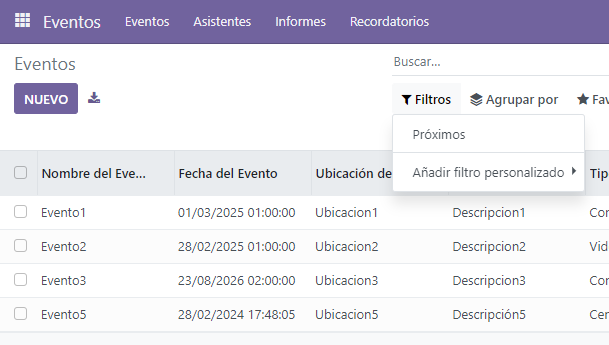 Eventos Eventos Asistentes Informes Recordatorios
Eventos Buscar...
NUEVO Filtros Agrupar por Fav
Próximos
Añadir filtro personalizado
Nombre del Eve... Fecha del Evento Ubicación de Tip
Evento1 01/03/2025 01:00:00 Ubicacion1 Descripcion1 Con
Evento2 28/02/2025 01:00:00 Ubicacion2 Descripcion2 Vid
Evento3 23/08/2026 02:00:00 Ubicacion3 Descripcion3 Con
Evento5 28/02/2024 17:48:05 Ubicacion5 Descripción5 Cen